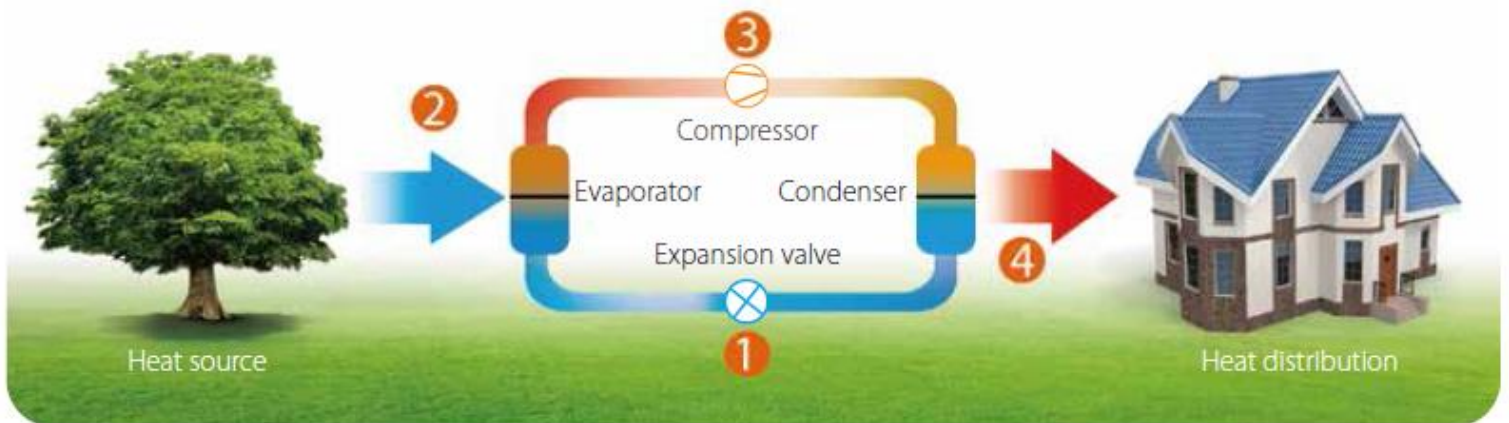 3
2
Compressor
Evaporator
Condenser
Expansion valve
4
1
Heat source
Heat distribution